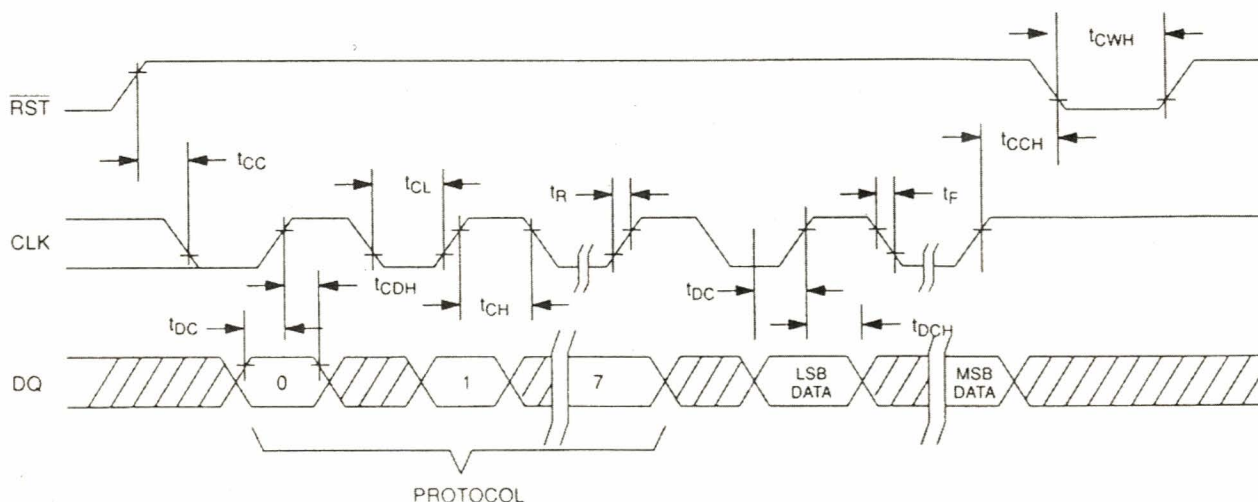 tCWH
RST
tCC
tCCH
tCL
tR
tF
CLK
tCDH
tCH
tDC
tDC
tDCH
DQ
0
1
7
LSB
DATA
MSB
DATA
PROTOCOL